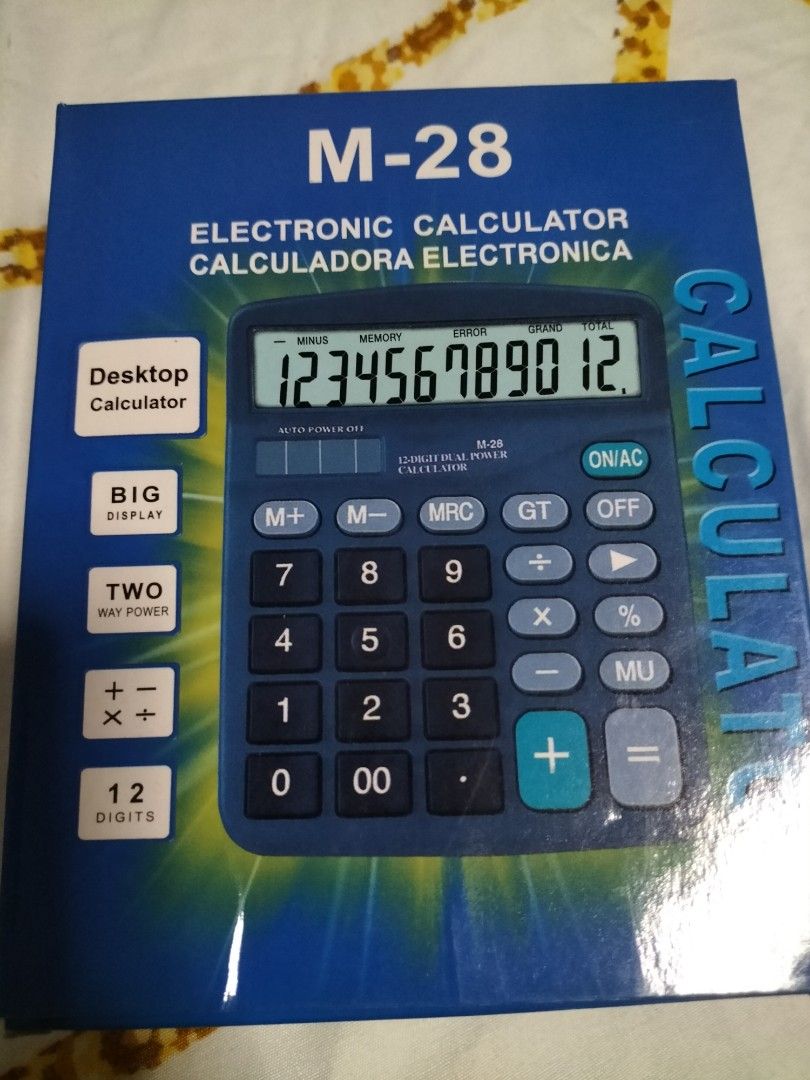 M-28
ELECTRONIC CALCULATOR
CALCULADORA ELECTRONICA
CALCULAT
Desktop
Calculator
BIG
DISPLAY
TWO
WAY POWER
+ −
× ÷
12
DIGITS
− MINUS MEMORY ERROR GRAND TOTAL
123456789012.
AUTO POWER OFF
M-28
12-DIGIT DUAL POWER
CALCULATOR
ON/AC
M+ M− MRC GT OFF
7 8 9 ÷ ▶
4 5 6 × %
1 2 3 − MU
0 00 . + =